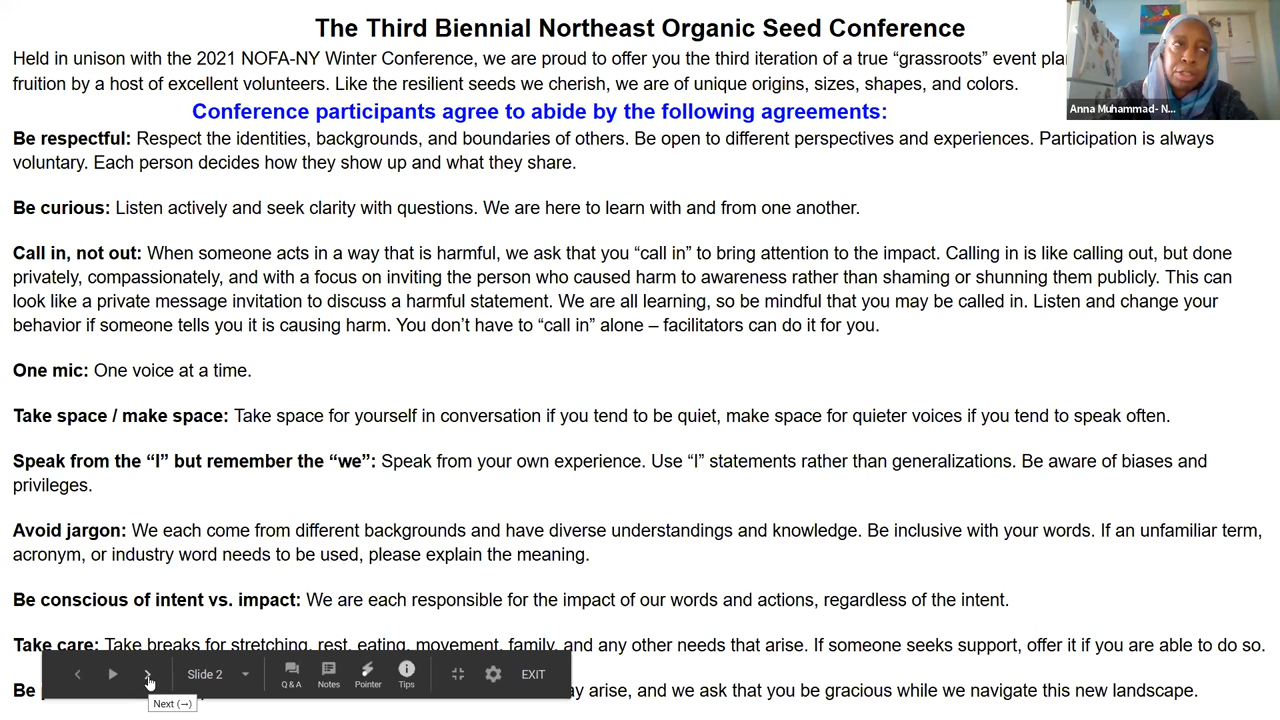 The Third Biennial Northeast Organic Seed Conference
Held in unison with the 2021 NOFA-NY Winter Conference, we are proud to offer you the third iteration of a true “grassroots” event
fruition by a host of excellent volunteers. Like the resilient seeds we cherish, we are of unique origins, sizes, shapes, and colors.
Anna Muhammad- N...
Conference participants agree to abide by the following agreements:
Be respectful: Respect the identities, backgrounds, and boundaries of others. Be open to different perspectives and experiences. Participation is always
voluntary. Each person decides how they show up and what they share.
Be curious: Listen actively and seek clarity with questions. We are here to learn with and from one another.
Call in, not out: When someone acts in a way that is harmful, we ask that you “call in” to bring attention to the impact. Calling in is like calling out, but done
privately, compassionately, and with a focus on inviting the person who caused harm to awareness rather than shaming or shunning them publicly. This can
look like a private message invitation to discuss a harmful statement. We are all learning, so be mindful that you may be called in. Listen and change your
behavior if someone tells you it is causing harm. You don’t have to “call in” alone – facilitators can do it for you.
One mic: One voice at a time.
Take space / make space: Take space for yourself in conversation if you tend to be quiet, make space for quieter voices if you tend to speak often.
Speak from the “I” but remember the “we”: Speak from your own experience. Use “I” statements rather than generalizations. Be aware of biases and
privileges.
Avoid jargon: We each come from different backgrounds and have diverse understandings and knowledge. Be inclusive with your words. If an unfamiliar term,
acronym, or industry word needs to be used, please explain the meaning.
Be conscious of intent vs. impact: We are each responsible for the impact of our words and actions, regardless of the intent.
Take care: Take breaks for stretching, rest, eating, movement, family, and any other needs that arise. If someone seeks support, offer it if you are able to do so.
Slide 2 Q & A Notes Pointer Tips EXIT
Be arise, and we ask that you be gracious while we navigate this new landscape.
Next (→)